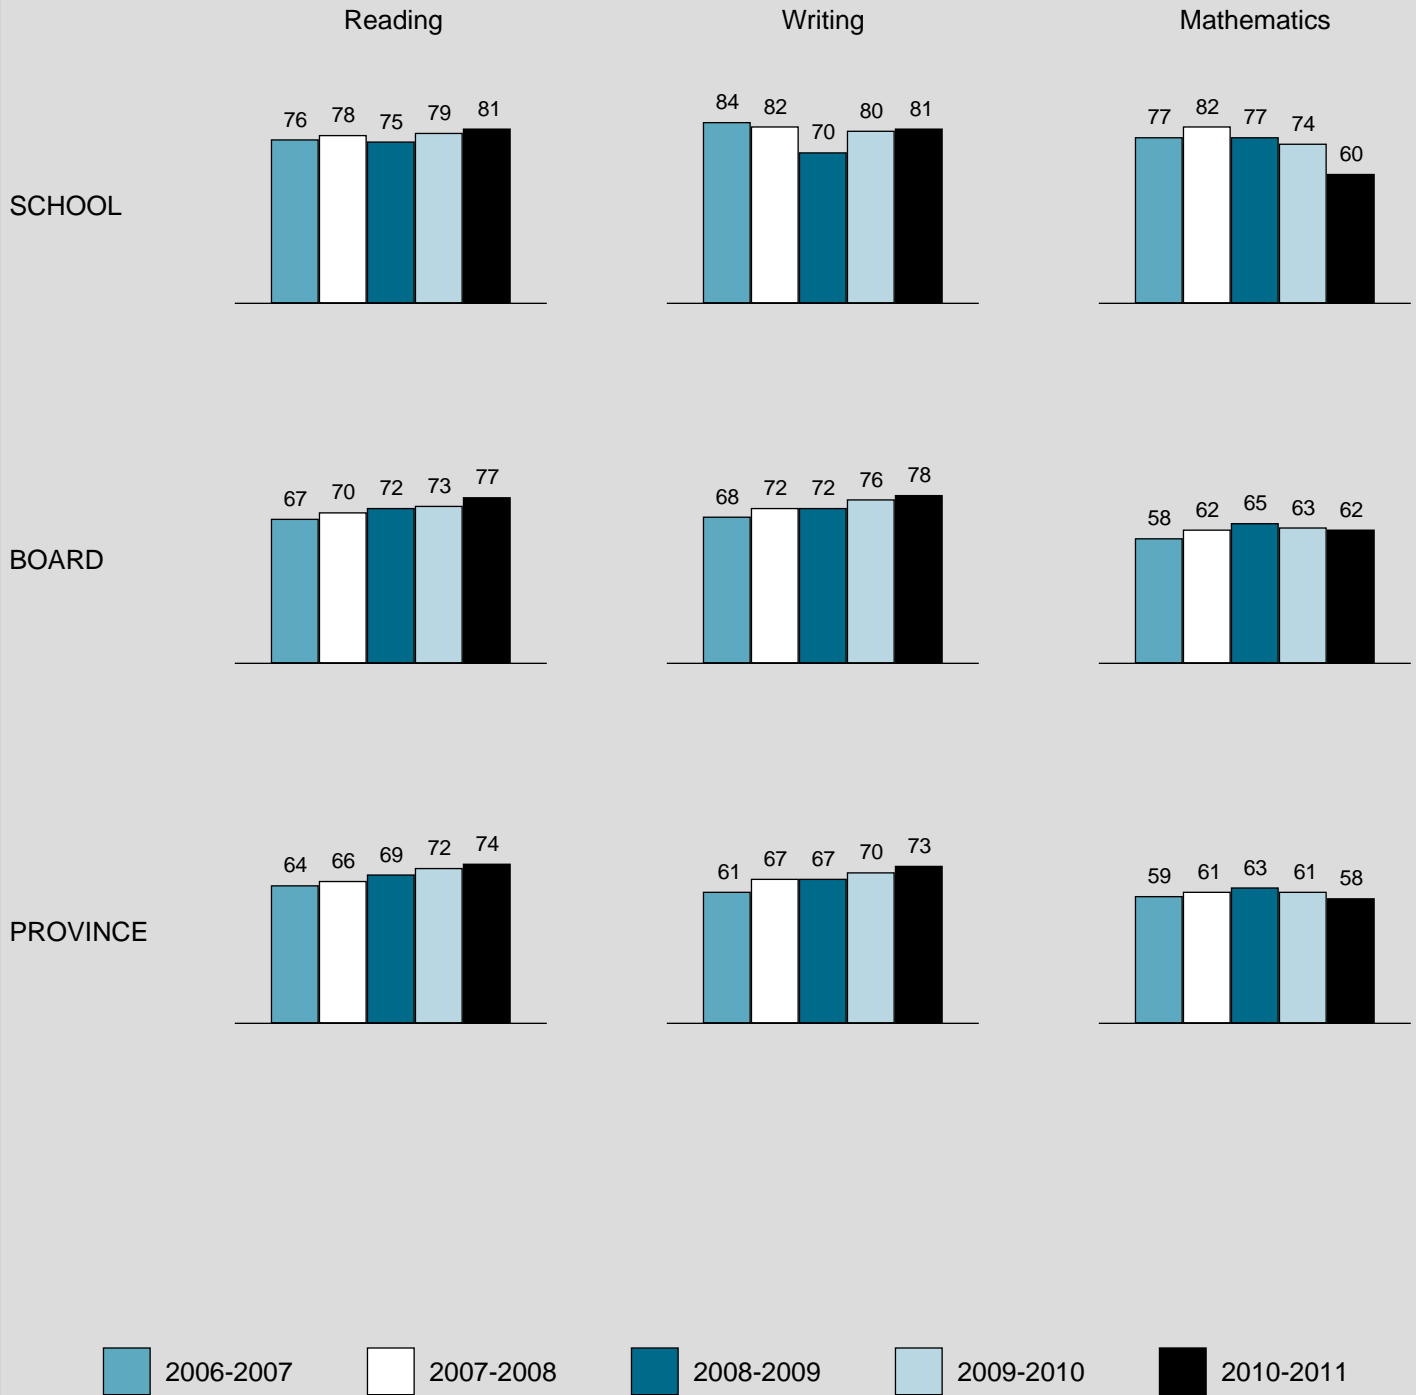 Reading Writing Mathematics
SCHOOL
76 78 75 79 81
84 82 70 80 81
77 82 77 74 60
BOARD
67 70 72 73 77
68 72 72 76 78
58 62 65 63 62
PROVINCE
64 66 69 72 74
61 67 67 70 73
59 61 63 61 58
2006-2007 2007-2008 2008-2009 2009-2010 2010-2011